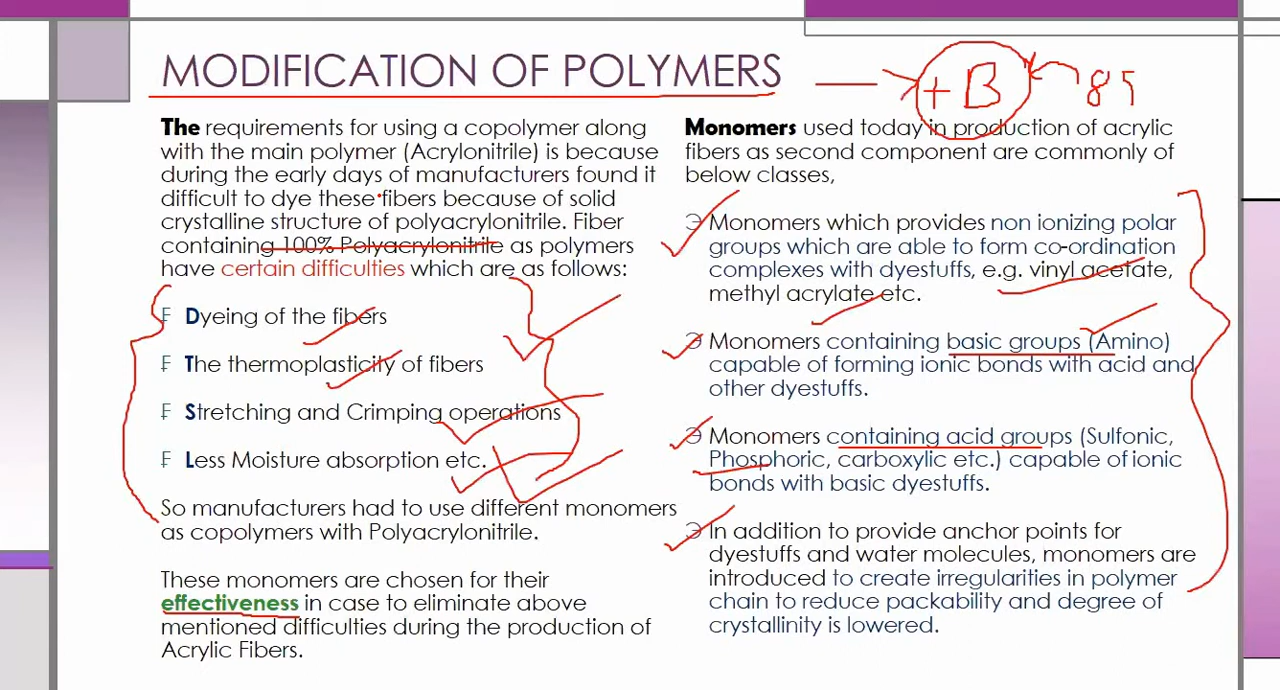 MODIFICATION OF POLYMERS
+ B
85
The requirements for using a copolymer along
with the main polymer (Acrylonitrile) is because
during the early days of manufacturers found it
difficult to dye these fibers because of solid
crystalline structure of polyacrylonitrile. Fiber
containing 100% Polyacrylonitrile as polymers
have certain difficulties which are as follows:
Dyeing of the fibers
The thermoplasticity of fibers
Stretching and Crimping operations
Less Moisture absorption etc.
So manufacturers had to use different monomers
as copolymers with Polyacrylonitrile.
These monomers are chosen for their
effectiveness in case to eliminate above
mentioned difficulties during the production of
Acrylic Fibers.
Monomers used today in production of acrylic
fibers as second component are commonly of
below classes,
Monomers which provides non ionizing polar
groups which are able to form co-ordination
complexes with dyestuffs, e.g. vinyl acetate,
methyl acrylate etc.
Monomers containing basic groups (Amino)
capable of forming ionic bonds with acid and
other dyestuffs.
Monomers containing acid groups (Sulfonic,
Phosphoric, carboxylic etc.) capable of ionic
bonds with basic dyestuffs.
In addition to provide anchor points for
dyestuffs and water molecules, monomers are
introduced to create irregularities in polymer
chain to reduce packability and degree of
crystallinity is lowered.